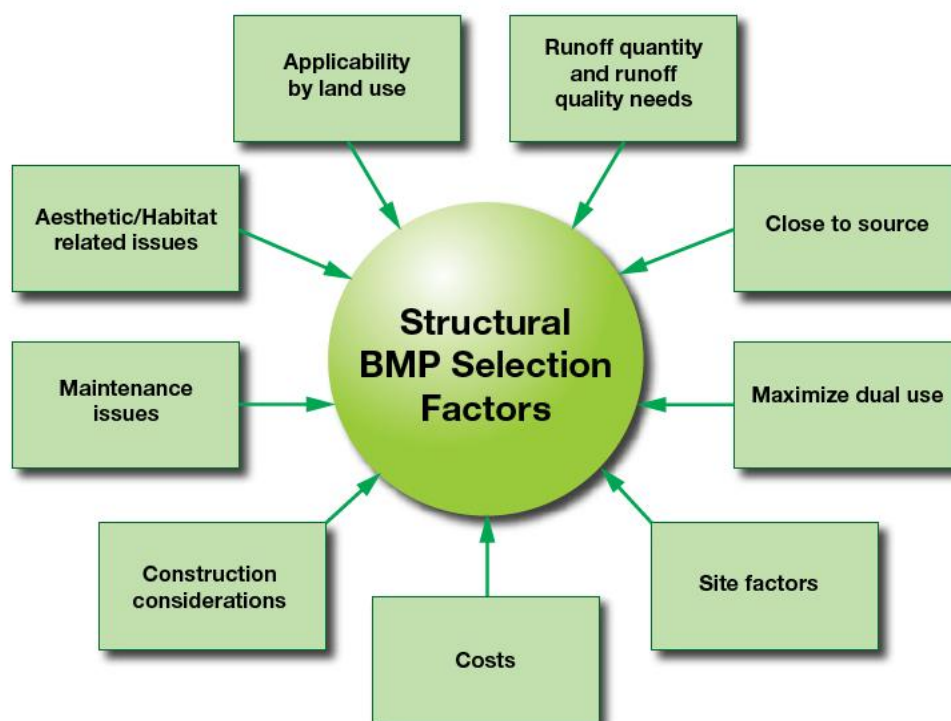 Applicability
by land use
Runoff quantity
and runoff
quality needs
Aesthetic/Habitat
related issues
Close to source
Structural
BMP Selection
Factors
Maintenance
issues
Maximize dual use
Construction
considerations
Site factors
Costs